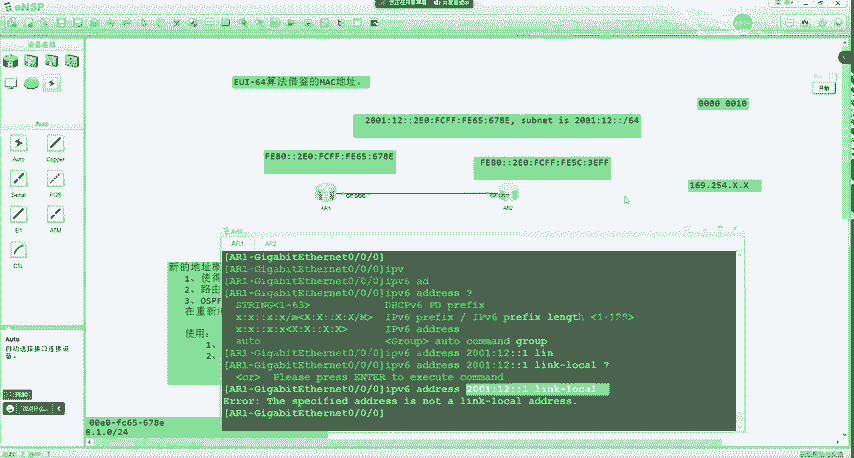 eNSP
EUI-64算法借鉴的MAC地址。
0000 0010
2001:12::2E0:FCFF:FE65:678E, subnet is 2001:12::/64
FE80::2E0:FCFF:FE65:678E
FE80::2E0:FCFF:FE5C:3EFF
169.254.X.X
AR1
AR2
Auto
Auto
Copper
Serial
POS
E1
ATM
CTL
新的地址
1、使得
2、路由
3、OSPF
在重新
使用:
1、
2、
Auto
自动选择接口连接设备。
00e0-fc65-678e
8.1.0/24
AR1
AR1
AR2
[AR1-GigabitEthernet0/0/0]
[AR1-GigabitEthernet0/0/0]ipv
[AR1-GigabitEthernet0/0/0]ipv6 ad
[AR1-GigabitEthernet0/0/0]ipv6 address ?
STRING<1-63> DHCPv6 PD prefix
X:X::X:X/M<X:X::X:X/M> IPv6 prefix / IPv6 prefix length <1-128>
X:X::X:X<X:X::X:X> IPv6 address
auto <Group> auto command group
[AR1-GigabitEthernet0/0/0]ipv6 address 2001:12::1 lin
[AR1-GigabitEthernet0/0/0]ipv6 address 2001:12::1 link-local ?
<cr> Please press ENTER to execute command
[AR1-GigabitEthernet0/0/0]ipv6 address 2001:12::1 link-local
Error: The specified address is not a link-local address.
[AR1-GigabitEthernet0/0/0]